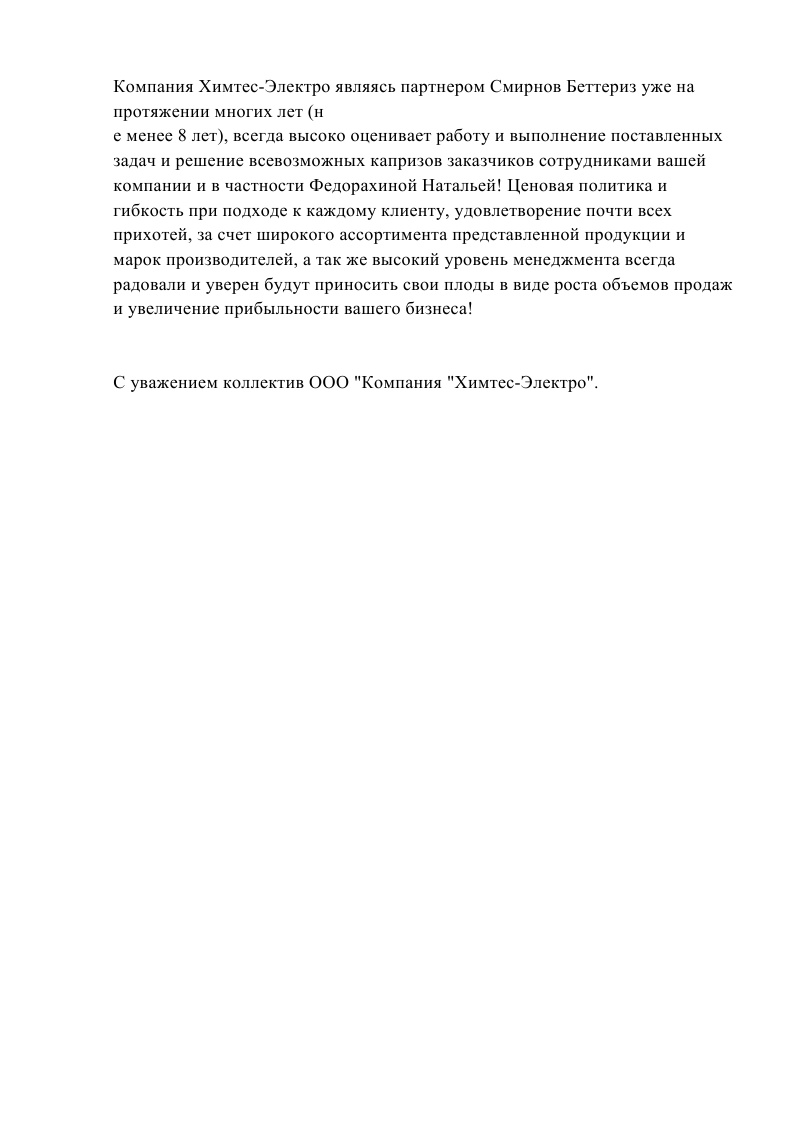 Компания Химтес-Электро являясь партнером Смирнов Беттериз уже на
протяжении многих лет (н
е менее 8 лет), всегда высоко оценивает работу и выполнение поставленных
задач и решение всевозможных капризов заказчиков сотрудниками вашей
компании и в частности Федорахиной Натальей! Ценовая политика и
гибкость при подходе к каждому клиенту, удовлетворение почти всех
прихотей, за счет широкого ассортимента представленной продукции и
марок производителей, а так же высокий уровень менеджмента всегда
радовали и уверен будут приносить свои плоды в виде роста объемов продаж
и увеличение прибыльности вашего бизнеса!
С уважением коллектив ООО "Компания "Химтес-Электро".